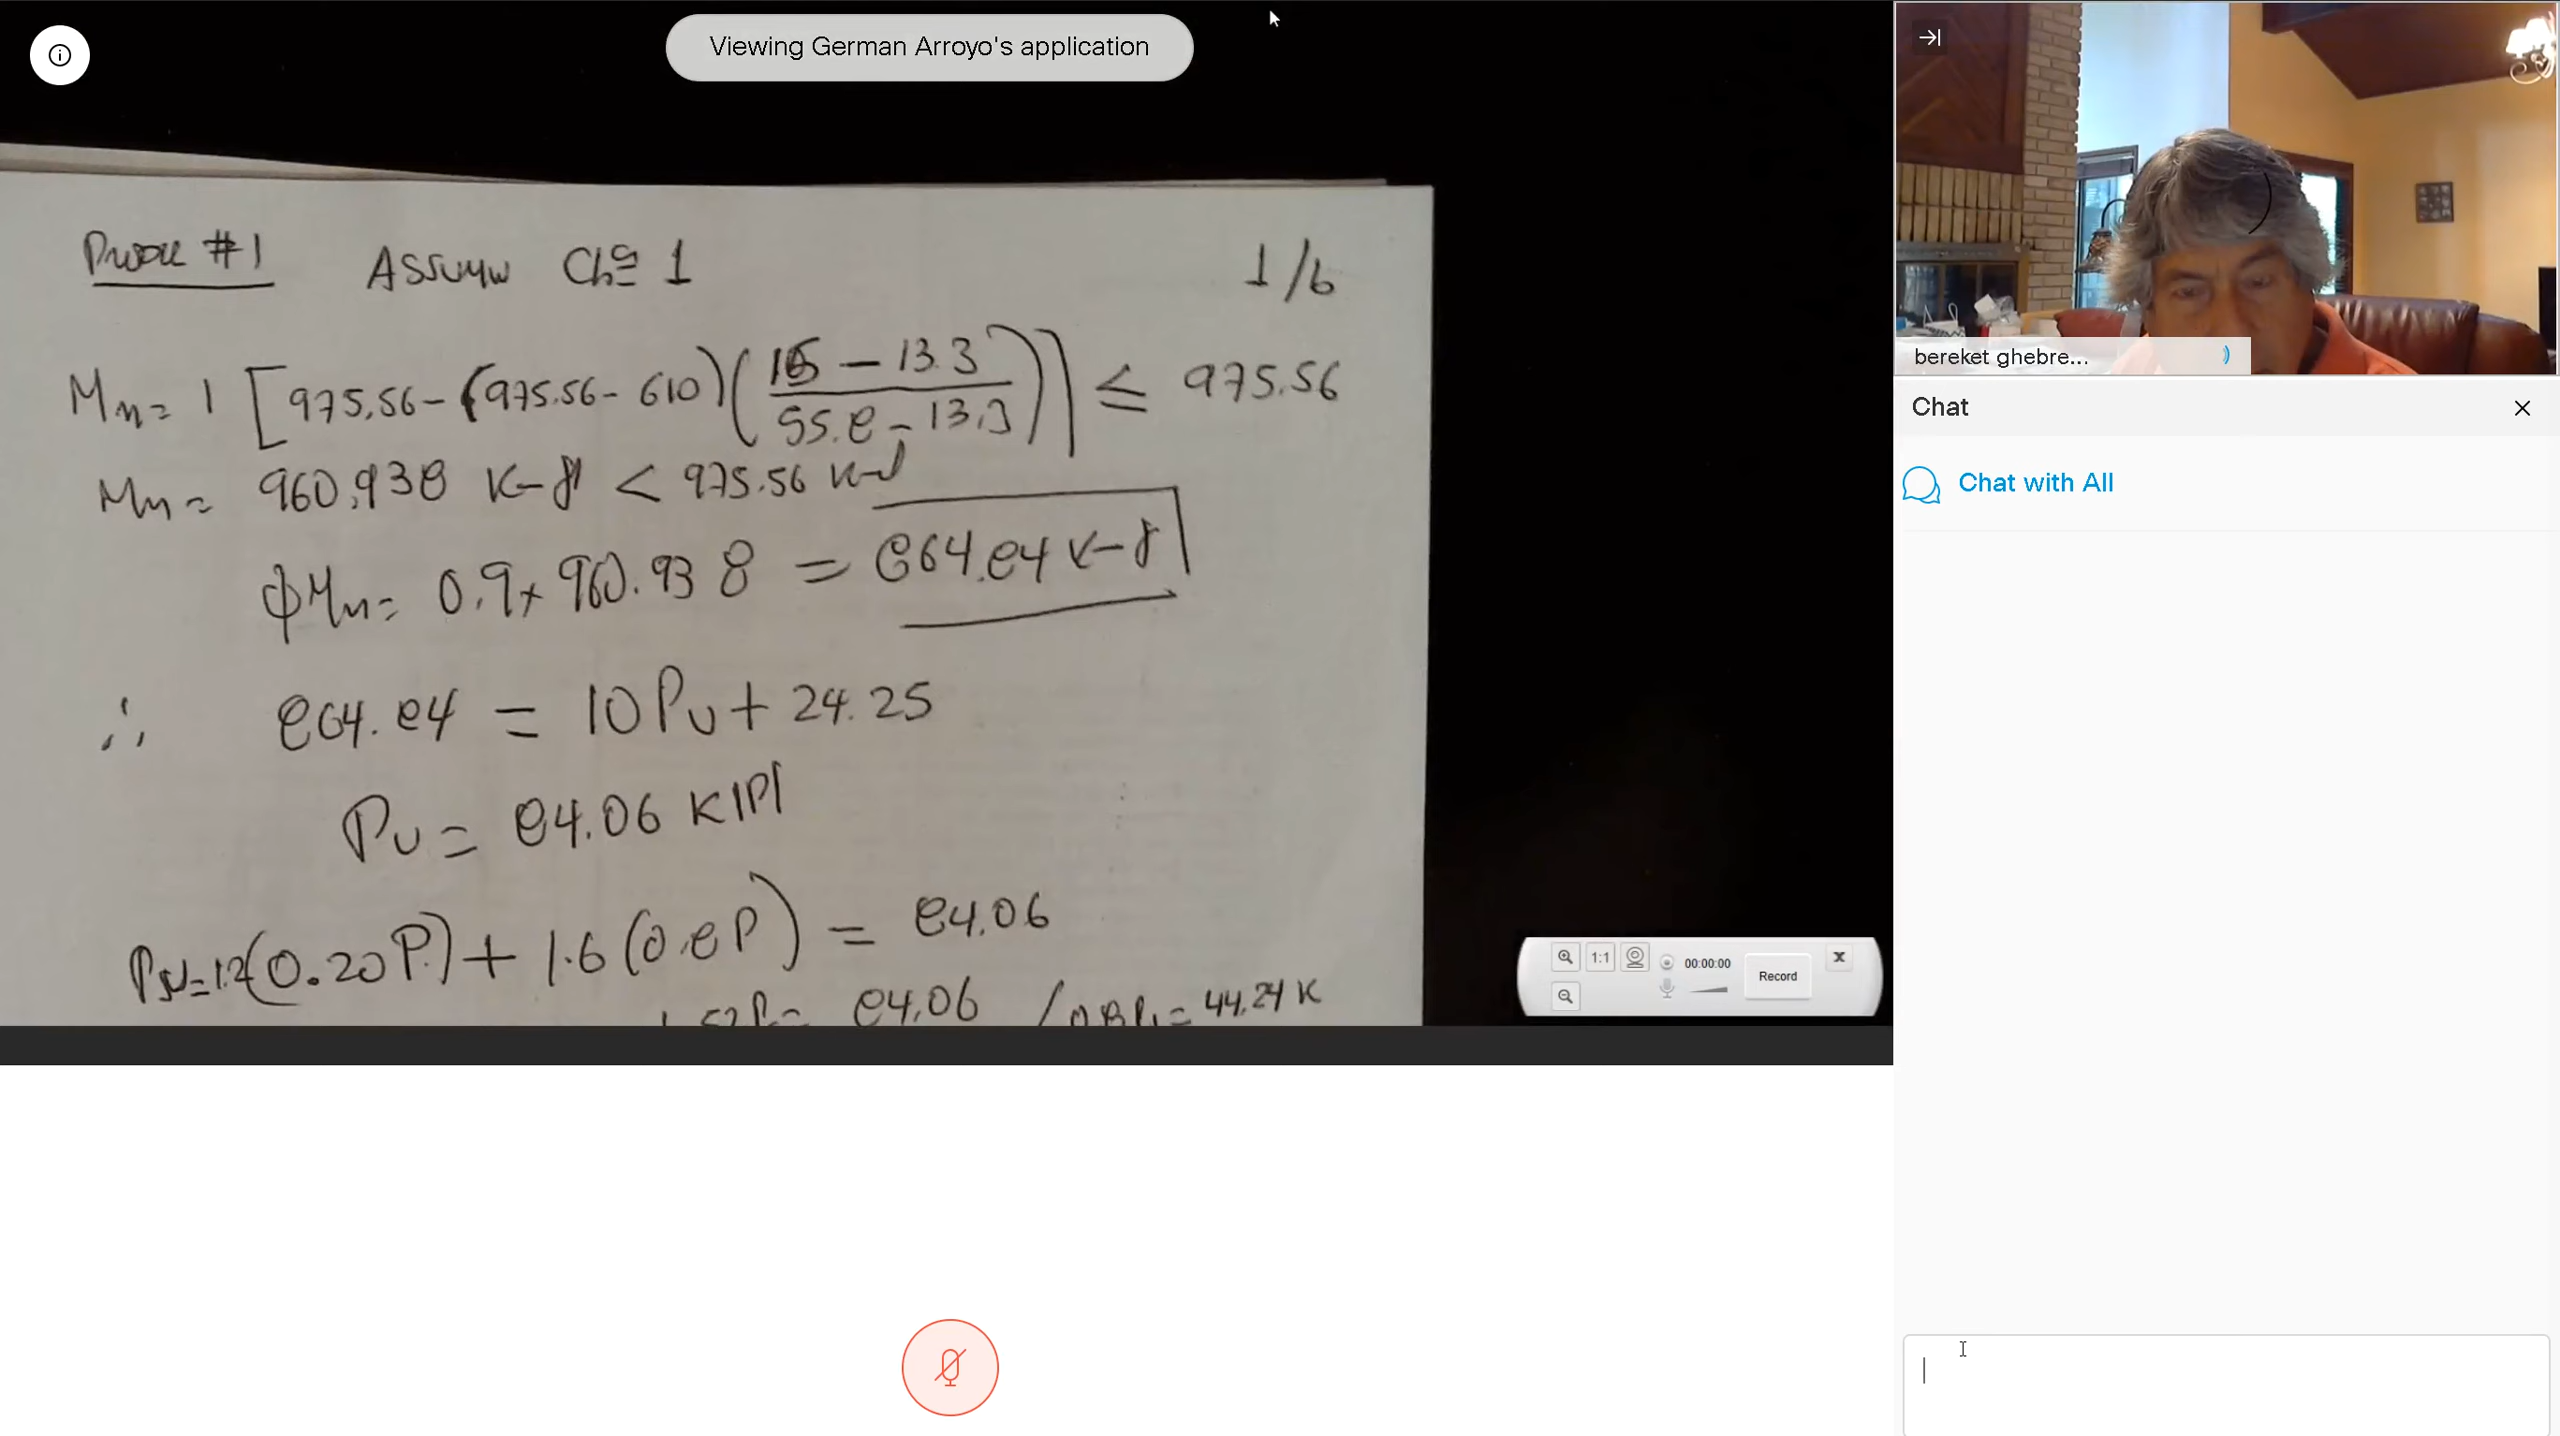 Viewing German Arroyo's application
#1 Assume Cb = 1 1/6
Mn = 1 [975.56 - (975.56 - 610)(15 - 13.3 / 55.8 - 13.3)] ≤ 975.56
Mn = 960.938 K-ft < 975.56 K-ft
φMn = 0.9 x 960.938 = 864.84 K-ft
∴ 864.84 = 10Pu + 24.25
Pu = 84.06 KIPS
Pu = 1.2(0.20P) + 1.6(0.8P) = 84.06
1.52P = 84.06 / = 44.24 K
1:1
00:00:00
Record
x
bereket ghebre...
Chat
Chat with All